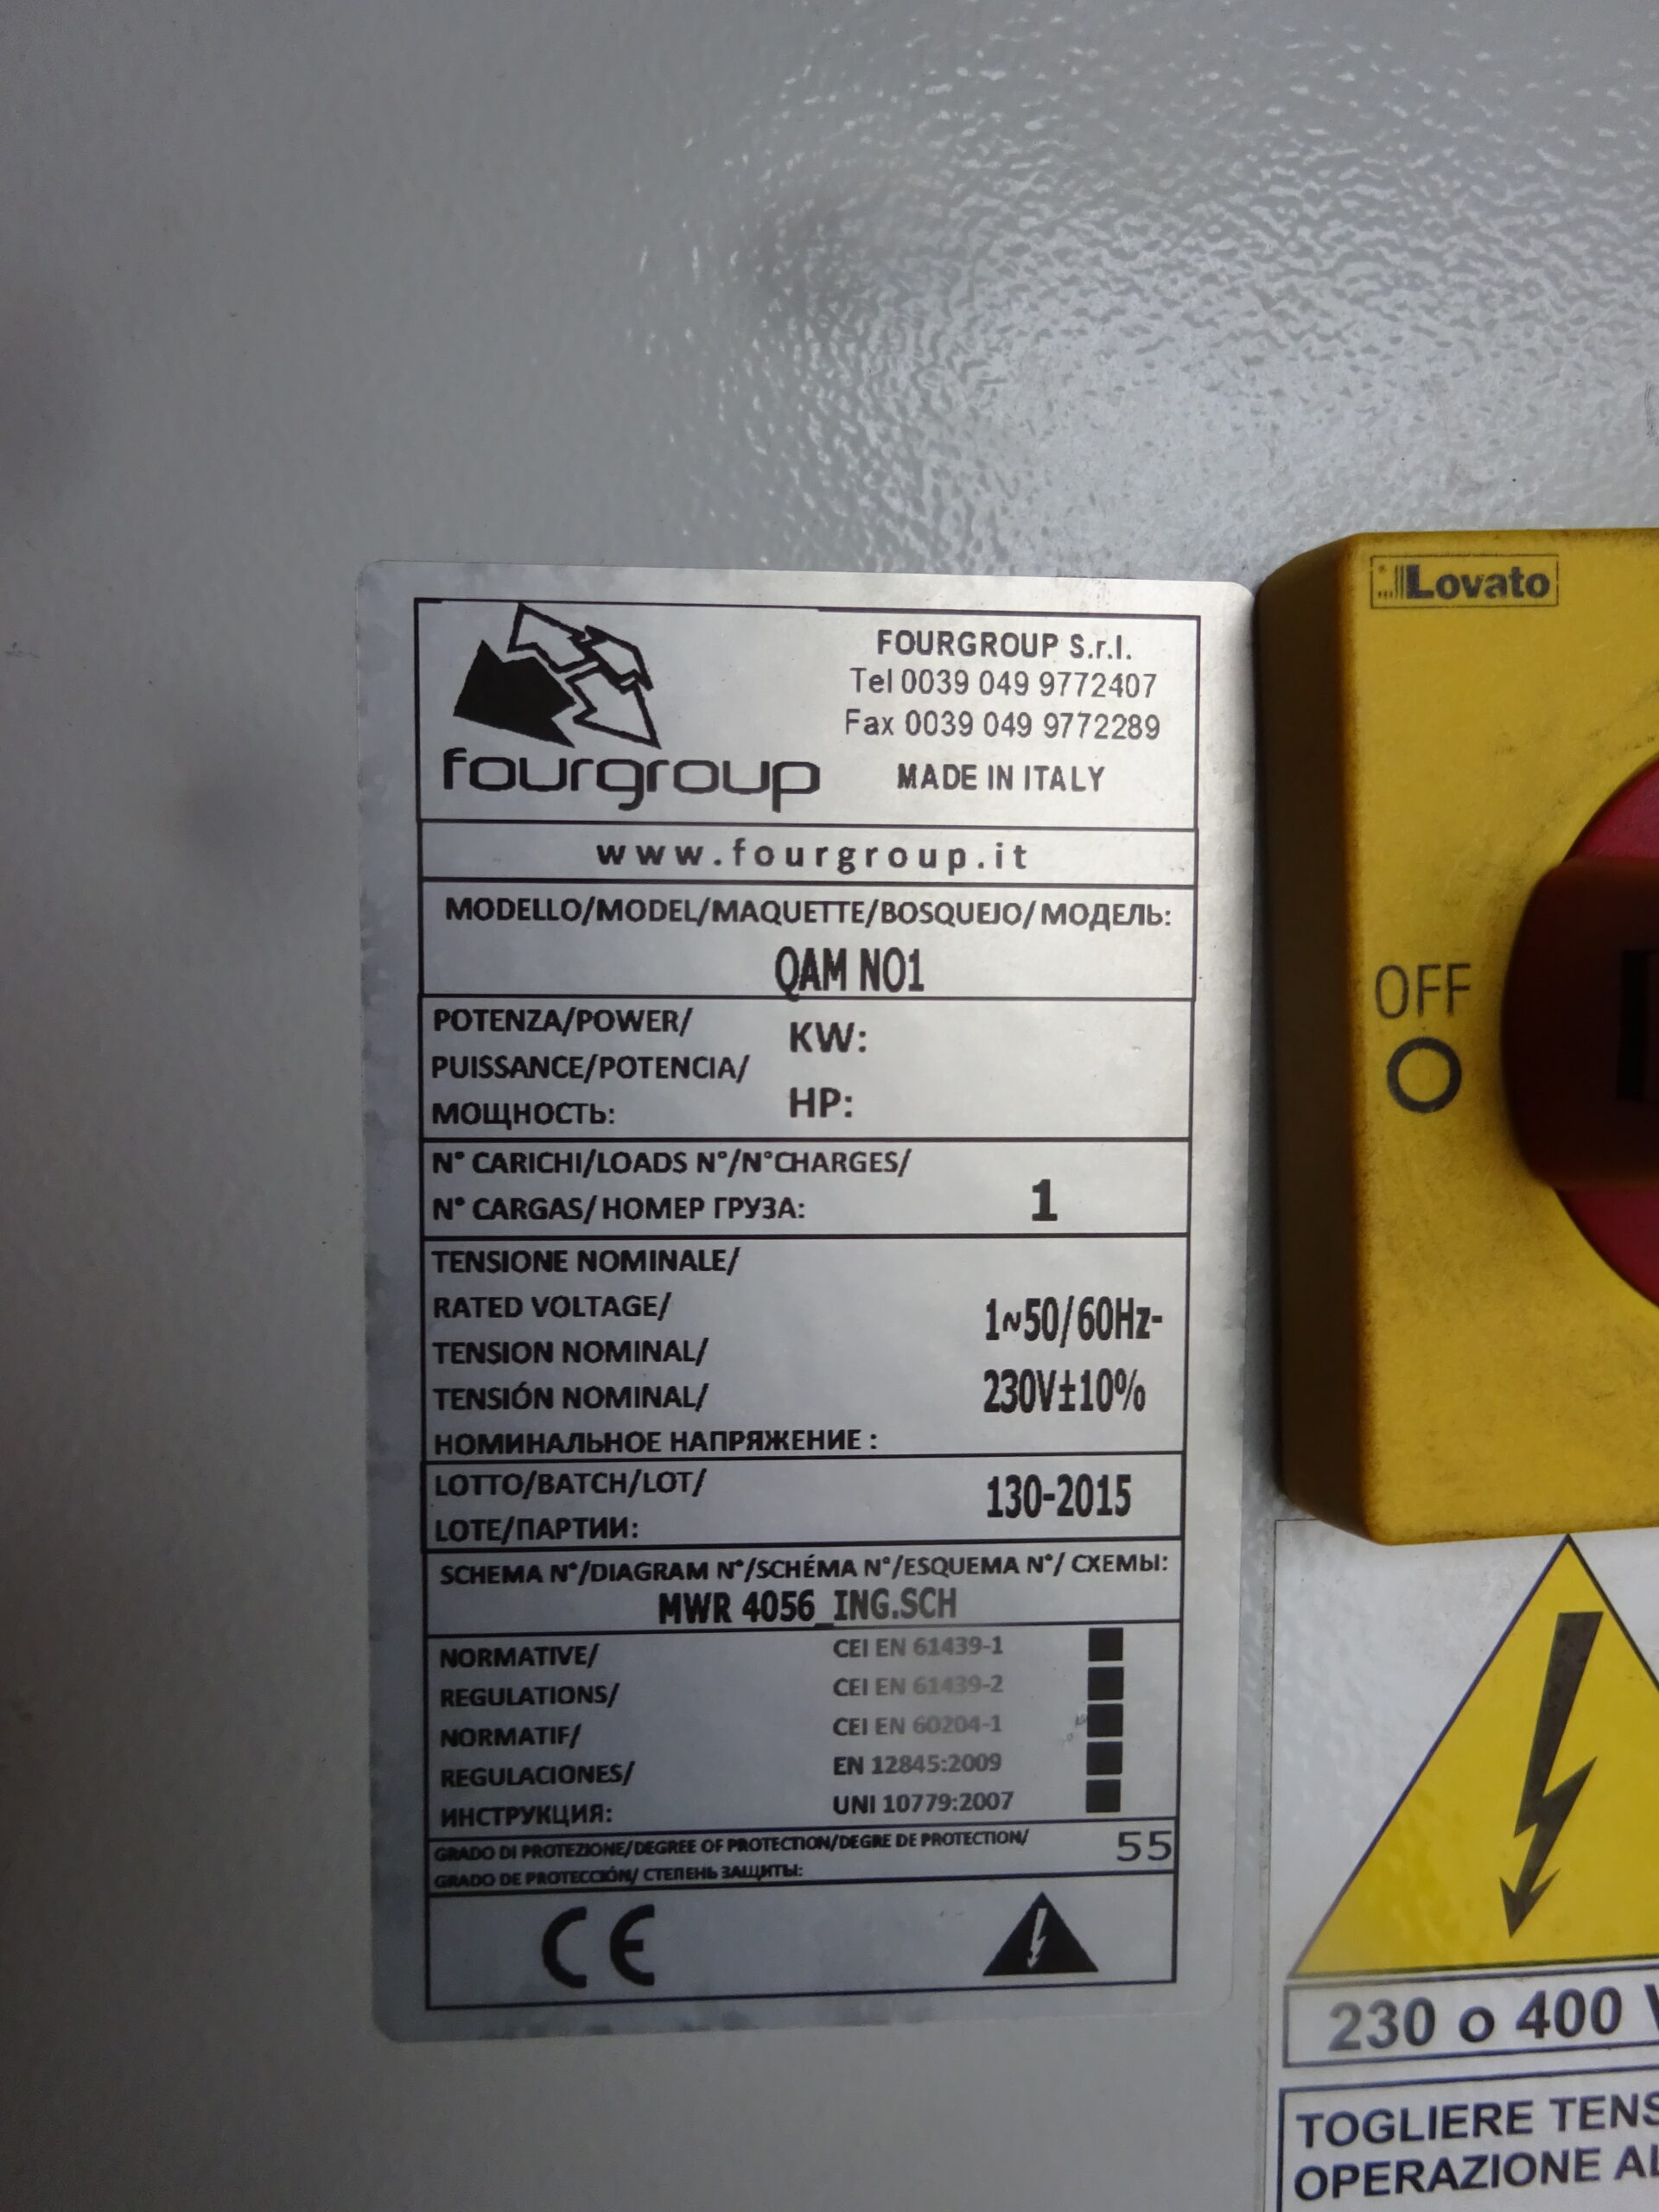 FOURGROUP S.r.l.
Tel 0039 049 9772407
Fax 0039 049 9772289
fourgroup
MADE IN ITALY
www.fourgroup.it
MODELLO/MODEL/MAQUETTE/BOSQUEJO/МОДЕЛЬ:
QAM NO1
POTENZA/POWER/
PUISSANCE/POTENCIA/
МОЩНОСТЬ:
KW:
HP:
N° CARICHI/LOADS N°/N°CHARGES/
N° CARGAS/НОМЕР ГРУЗА:
1
TENSIONE NOMINALE/
RATED VOLTAGE/
TENSION NOMINAL/
TENSIÓN NOMINAL/
НОМИНАЛЬНОЕ НАПРЯЖЕНИЕ :
1~50/60Hz-
230V±10%
LOTTO/BATCH/LOT/
LOTE/ПАРТИИ:
130-2015
SCHEMA N°/DIAGRAM N°/SCHÉMA N°/ESQUEMA N°/ СХЕМЫ:
MWR 4056_ING.SCH
NORMATIVE/
REGULATIONS/
NORMATIF/
REGULACIONES/
ИНСТРУКЦИЯ:
CEI EN 61439-1
CEI EN 61439-2
CEI EN 60204-1
EN 12845:2009
UNI 10779:2007
GRADO DI PROTEZIONE/DEGREE OF PROTECTION/DEGRE DE PROTECTION/
GRADO DE PROTECCIÓN/ СТЕПЕНЬ ЗАЩИТЫ:
55
CE
Lovato
OFF
O
230 o 400 V
TOGLIERE TENS
OPERAZIONE AL